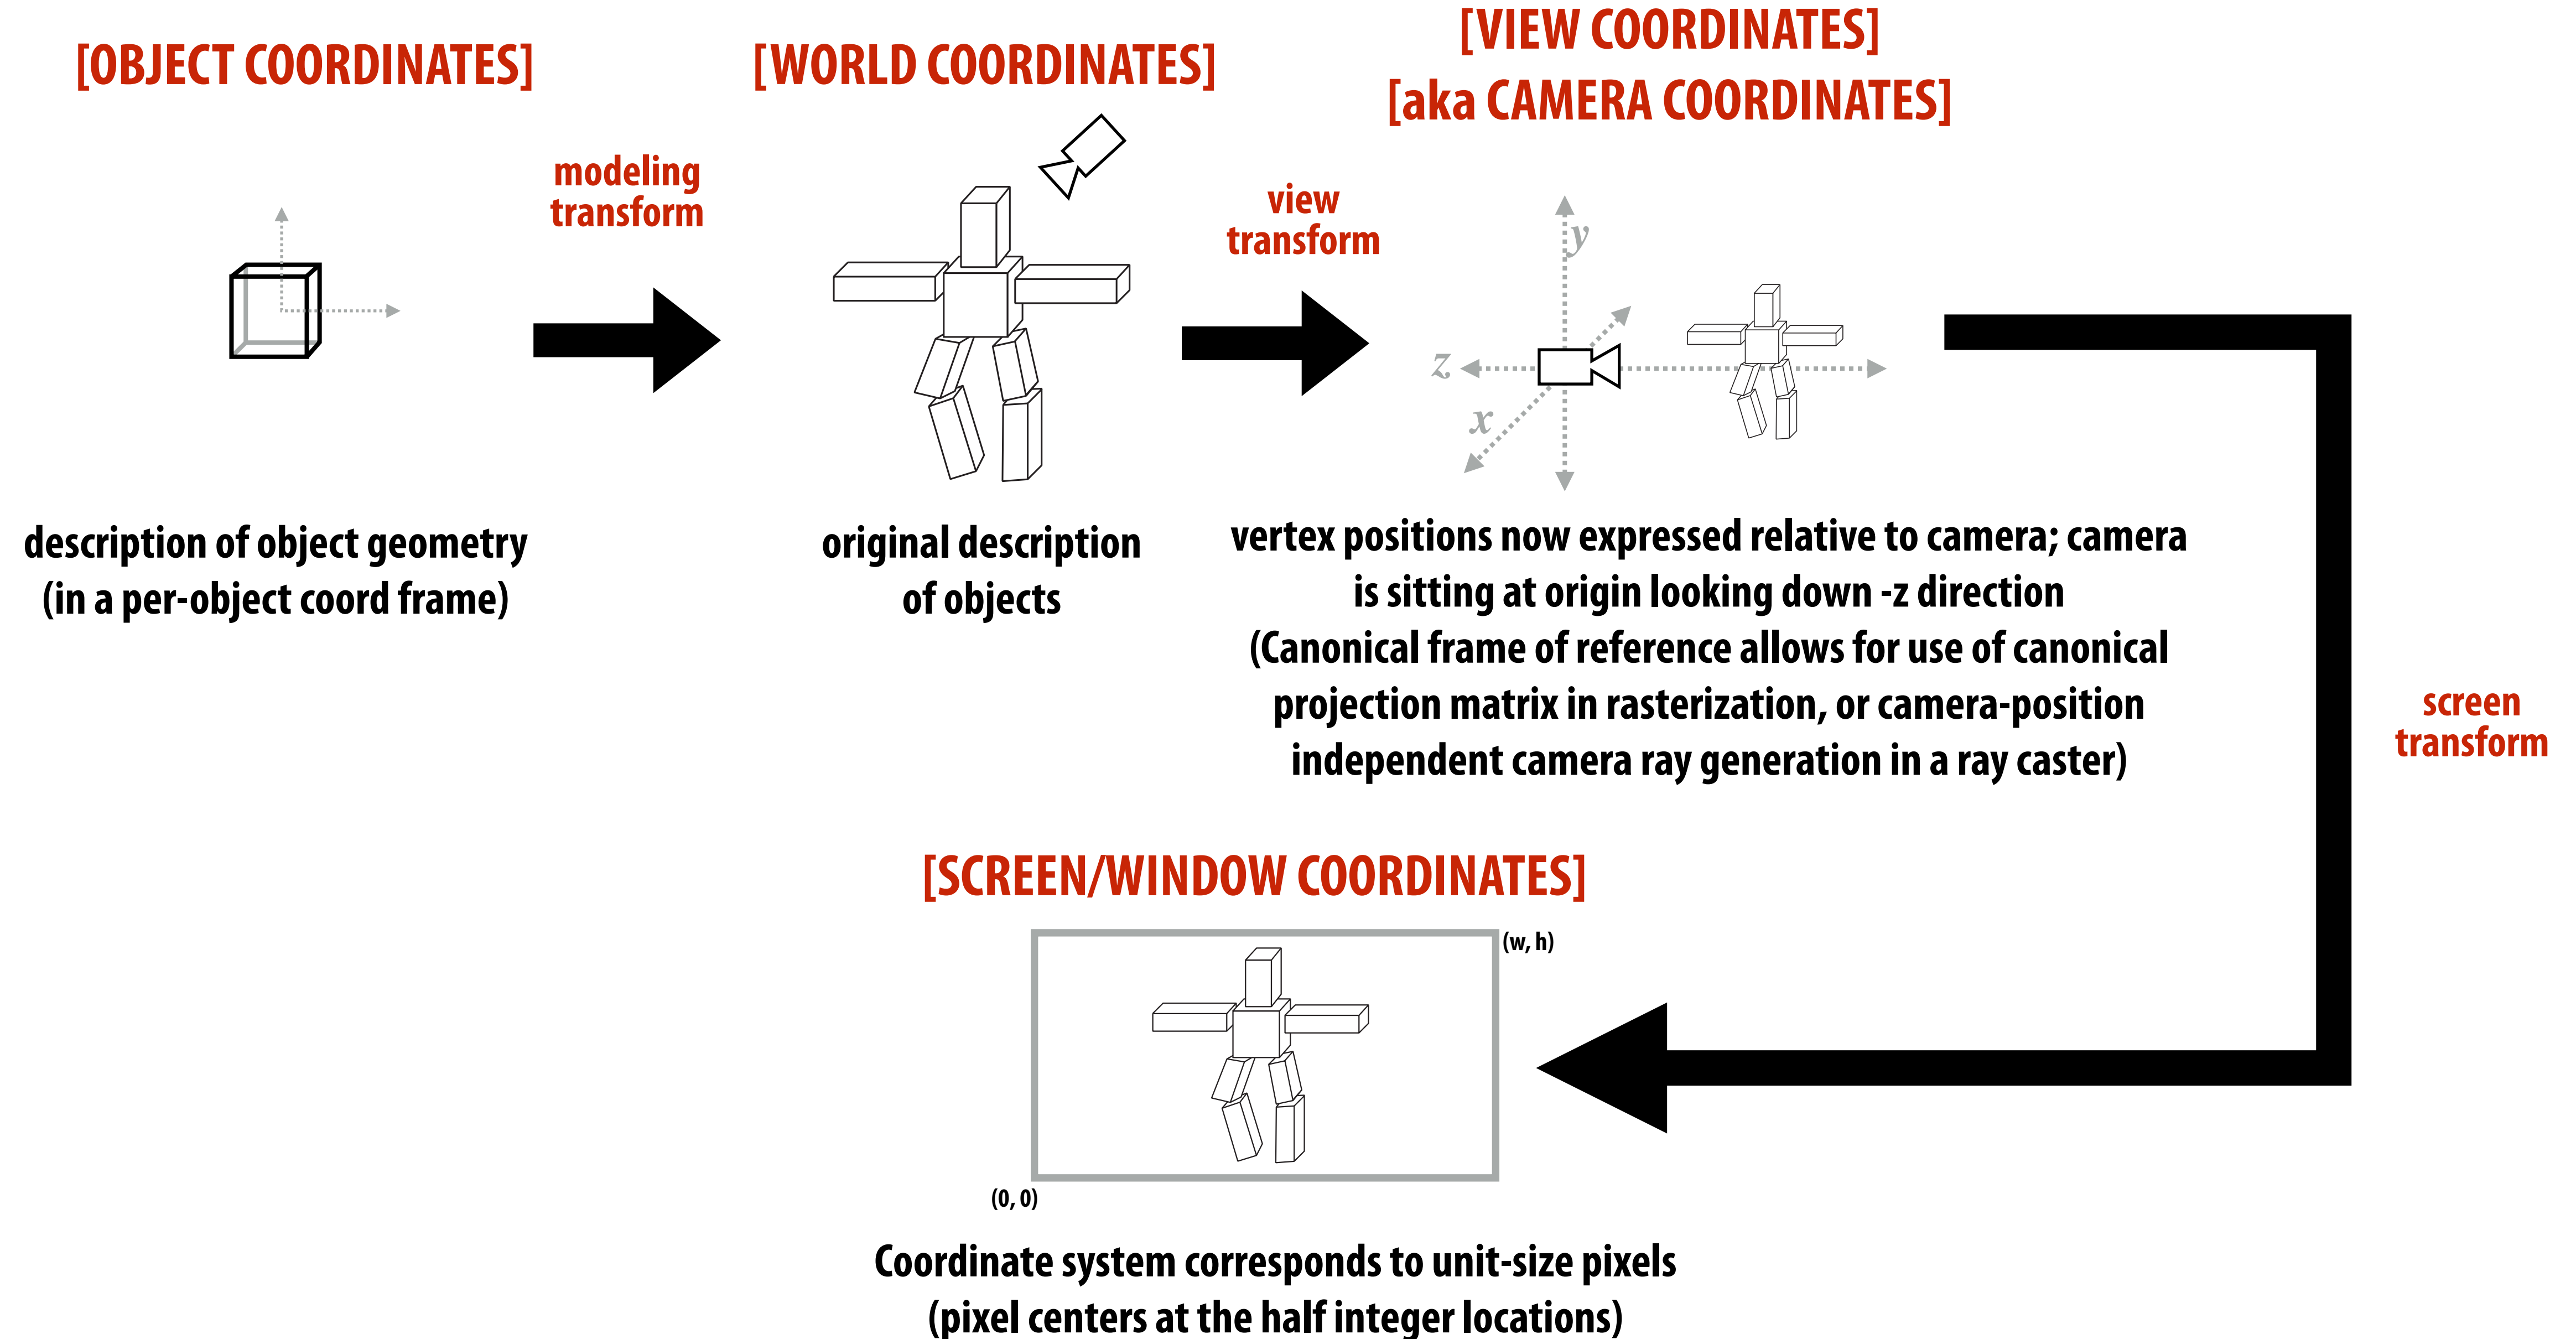 [OBJECT COORDINATES]
modeling
transform
description of object geometry
(in a per-object coord frame)
[WORLD COORDINATES]
original description
of objects
view
transform
[VIEW COORDINATES]
[aka CAMERA COORDINATES]
y
z
x
vertex positions now expressed relative to camera; camera
is sitting at origin looking down -z direction
(Canonical frame of reference allows for use of canonical
projection matrix in rasterization, or camera-position
independent camera ray generation in a ray caster)
screen
transform
[SCREEN/WINDOW COORDINATES]
(w, h)
(0, 0)
Coordinate system corresponds to unit-size pixels
(pixel centers at the half integer locations)